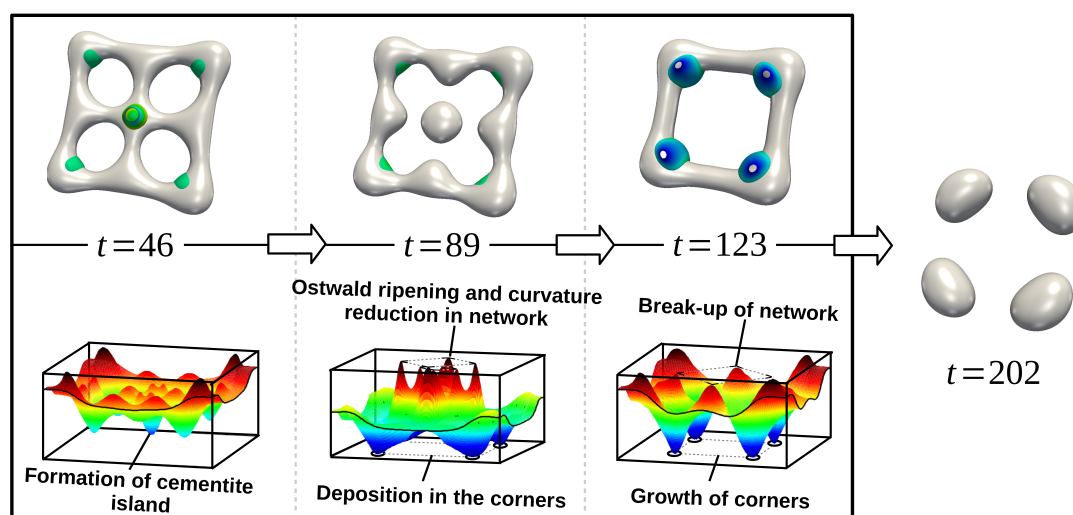 t=46
t=89
t=123
Ostwald ripening and curvature
reduction in network
Break-up of network
t=202
Formation of cementite
island
Deposition in the corners
Growth of corners